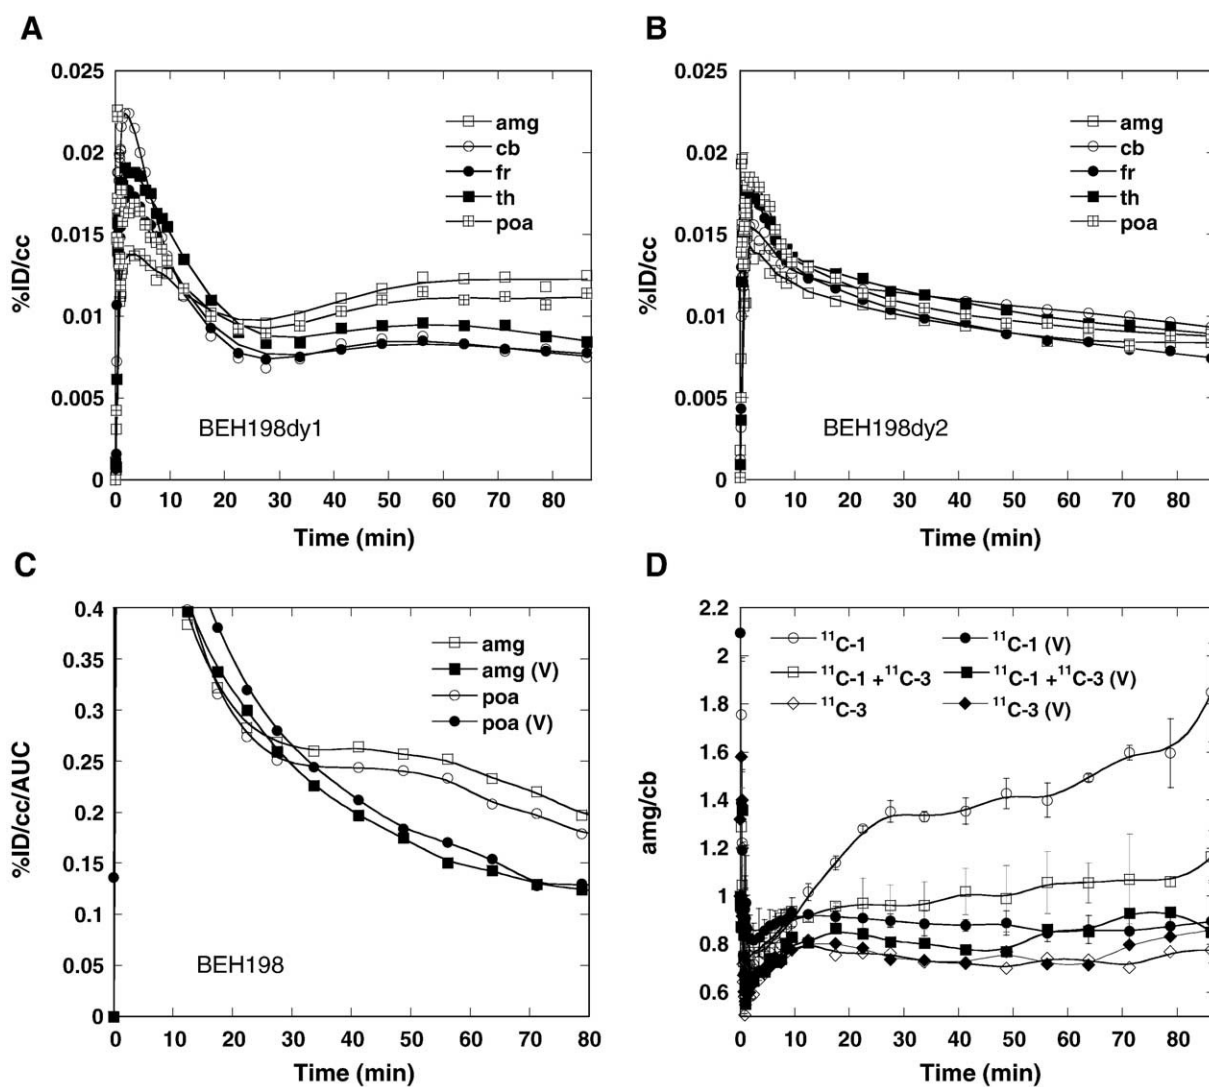 A
0.025
0.02
0.015
0.01
0.005
0
%ID/cc
amg
cb
fr
th
poa
BEH198dy1
0 10 20 30 40 50 60 70 80
Time (min)
B
0.025
0.02
0.015
0.01
0.005
0
%ID/cc
amg
cb
fr
th
poa
BEH198dy2
0 10 20 30 40 50 60 70 80
Time (min)
C
0.4
0.35
0.3
0.25
0.2
0.15
0.1
0.05
0
%ID/cc/AUC
amg
amg (V)
poa
poa (V)
BEH198
0 10 20 30 40 50 60 70 80
Time (min)
D
2.2
2
1.8
1.6
1.4
1.2
1
0.8
0.6
amg/cb
¹¹C-1
¹¹C-1 +¹¹C-3
¹¹C-3
¹¹C-1 (V)
¹¹C-1 +¹¹C-3 (V)
¹¹C-3 (V)
0 10 20 30 40 50 60 70 80
Time (min)